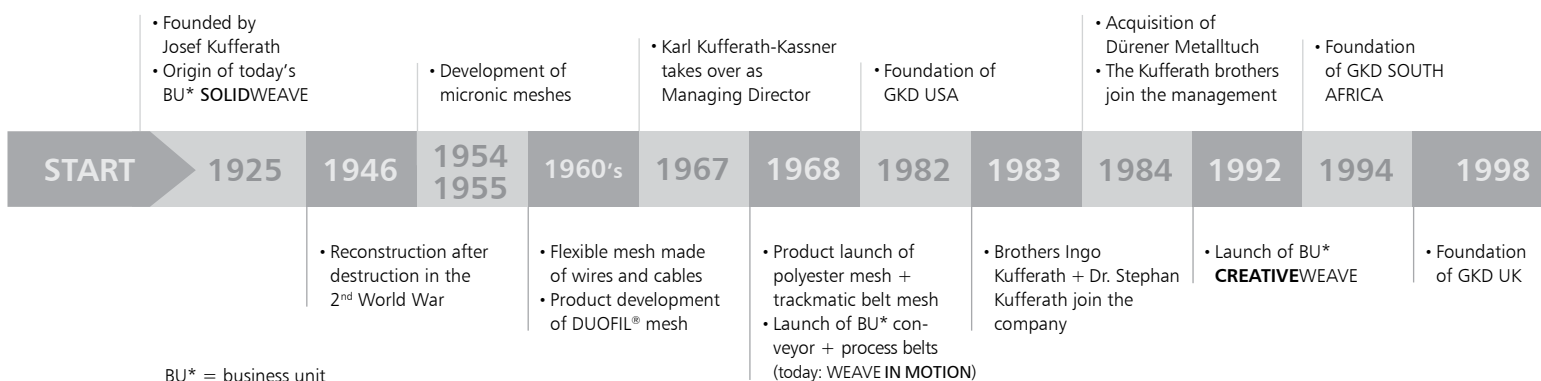 • Founded by
Josef Kufferath
• Origin of today's
BU* SOLIDWEAVE
• Development of
micronic meshes
• Karl Kufferath-Kassner
takes over as
Managing Director
• Foundation of
GKD USA
• Acquisition of
Dürener Metalltuch
• The Kufferath brothers
join the management
• Foundation
of GKD SOUTH
AFRICA
START
1925
1946
1954
1955
1960's
1967
1968
1982
1983
1984
1992
1994
1998
• Reconstruction after
destruction in the
2nd World War
• Flexible mesh made
of wires and cables
• Product development
of DUOFIL® mesh
• Product launch of
polyester mesh +
trackmatic belt mesh
• Launch of BU* con-
veyor + process belts
(today: WEAVE IN MOTION)
• Brothers Ingo
Kufferath + Dr. Stephan
Kufferath join the
company
• Launch of BU*
CREATIVEWEAVE
• Foundation
of GKD UK
BU* = business unit